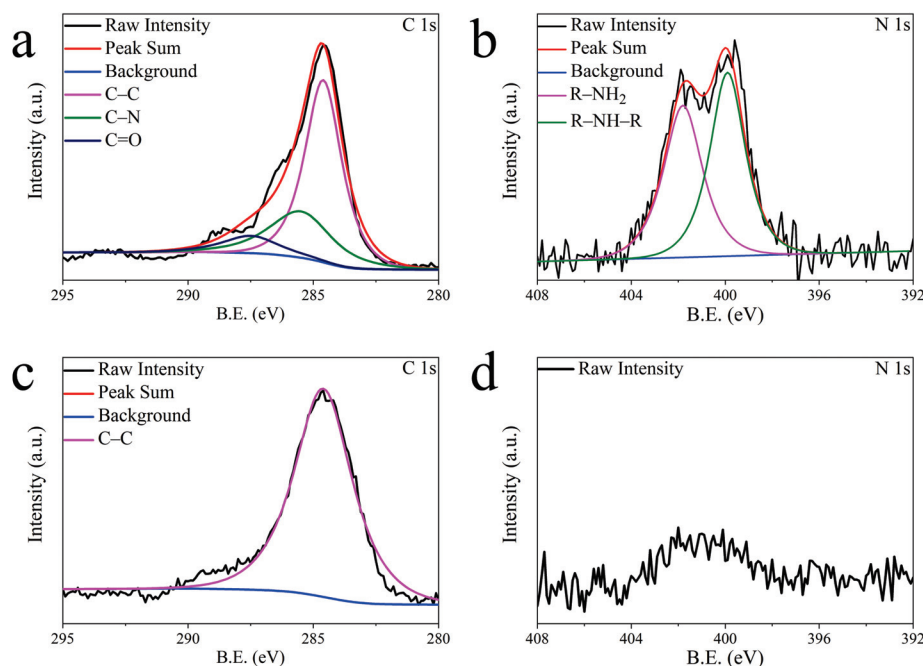 a
Raw Intensity
Peak Sum
Background
C–C
C–N
C=O
C 1s
Intensity (a.u.)
295
290
285
280
B.E. (eV)
b
Raw Intensity
Peak Sum
Background
R–NH₂
R–NH–R
N 1s
Intensity (a.u.)
408
404
400
396
392
B.E. (eV)
c
Raw Intensity
Peak Sum
Background
C–C
C 1s
Intensity (a.u.)
295
290
285
280
B.E. (eV)
d
Raw Intensity
N 1s
Intensity (a.u.)
408
404
400
396
392
B.E. (eV)